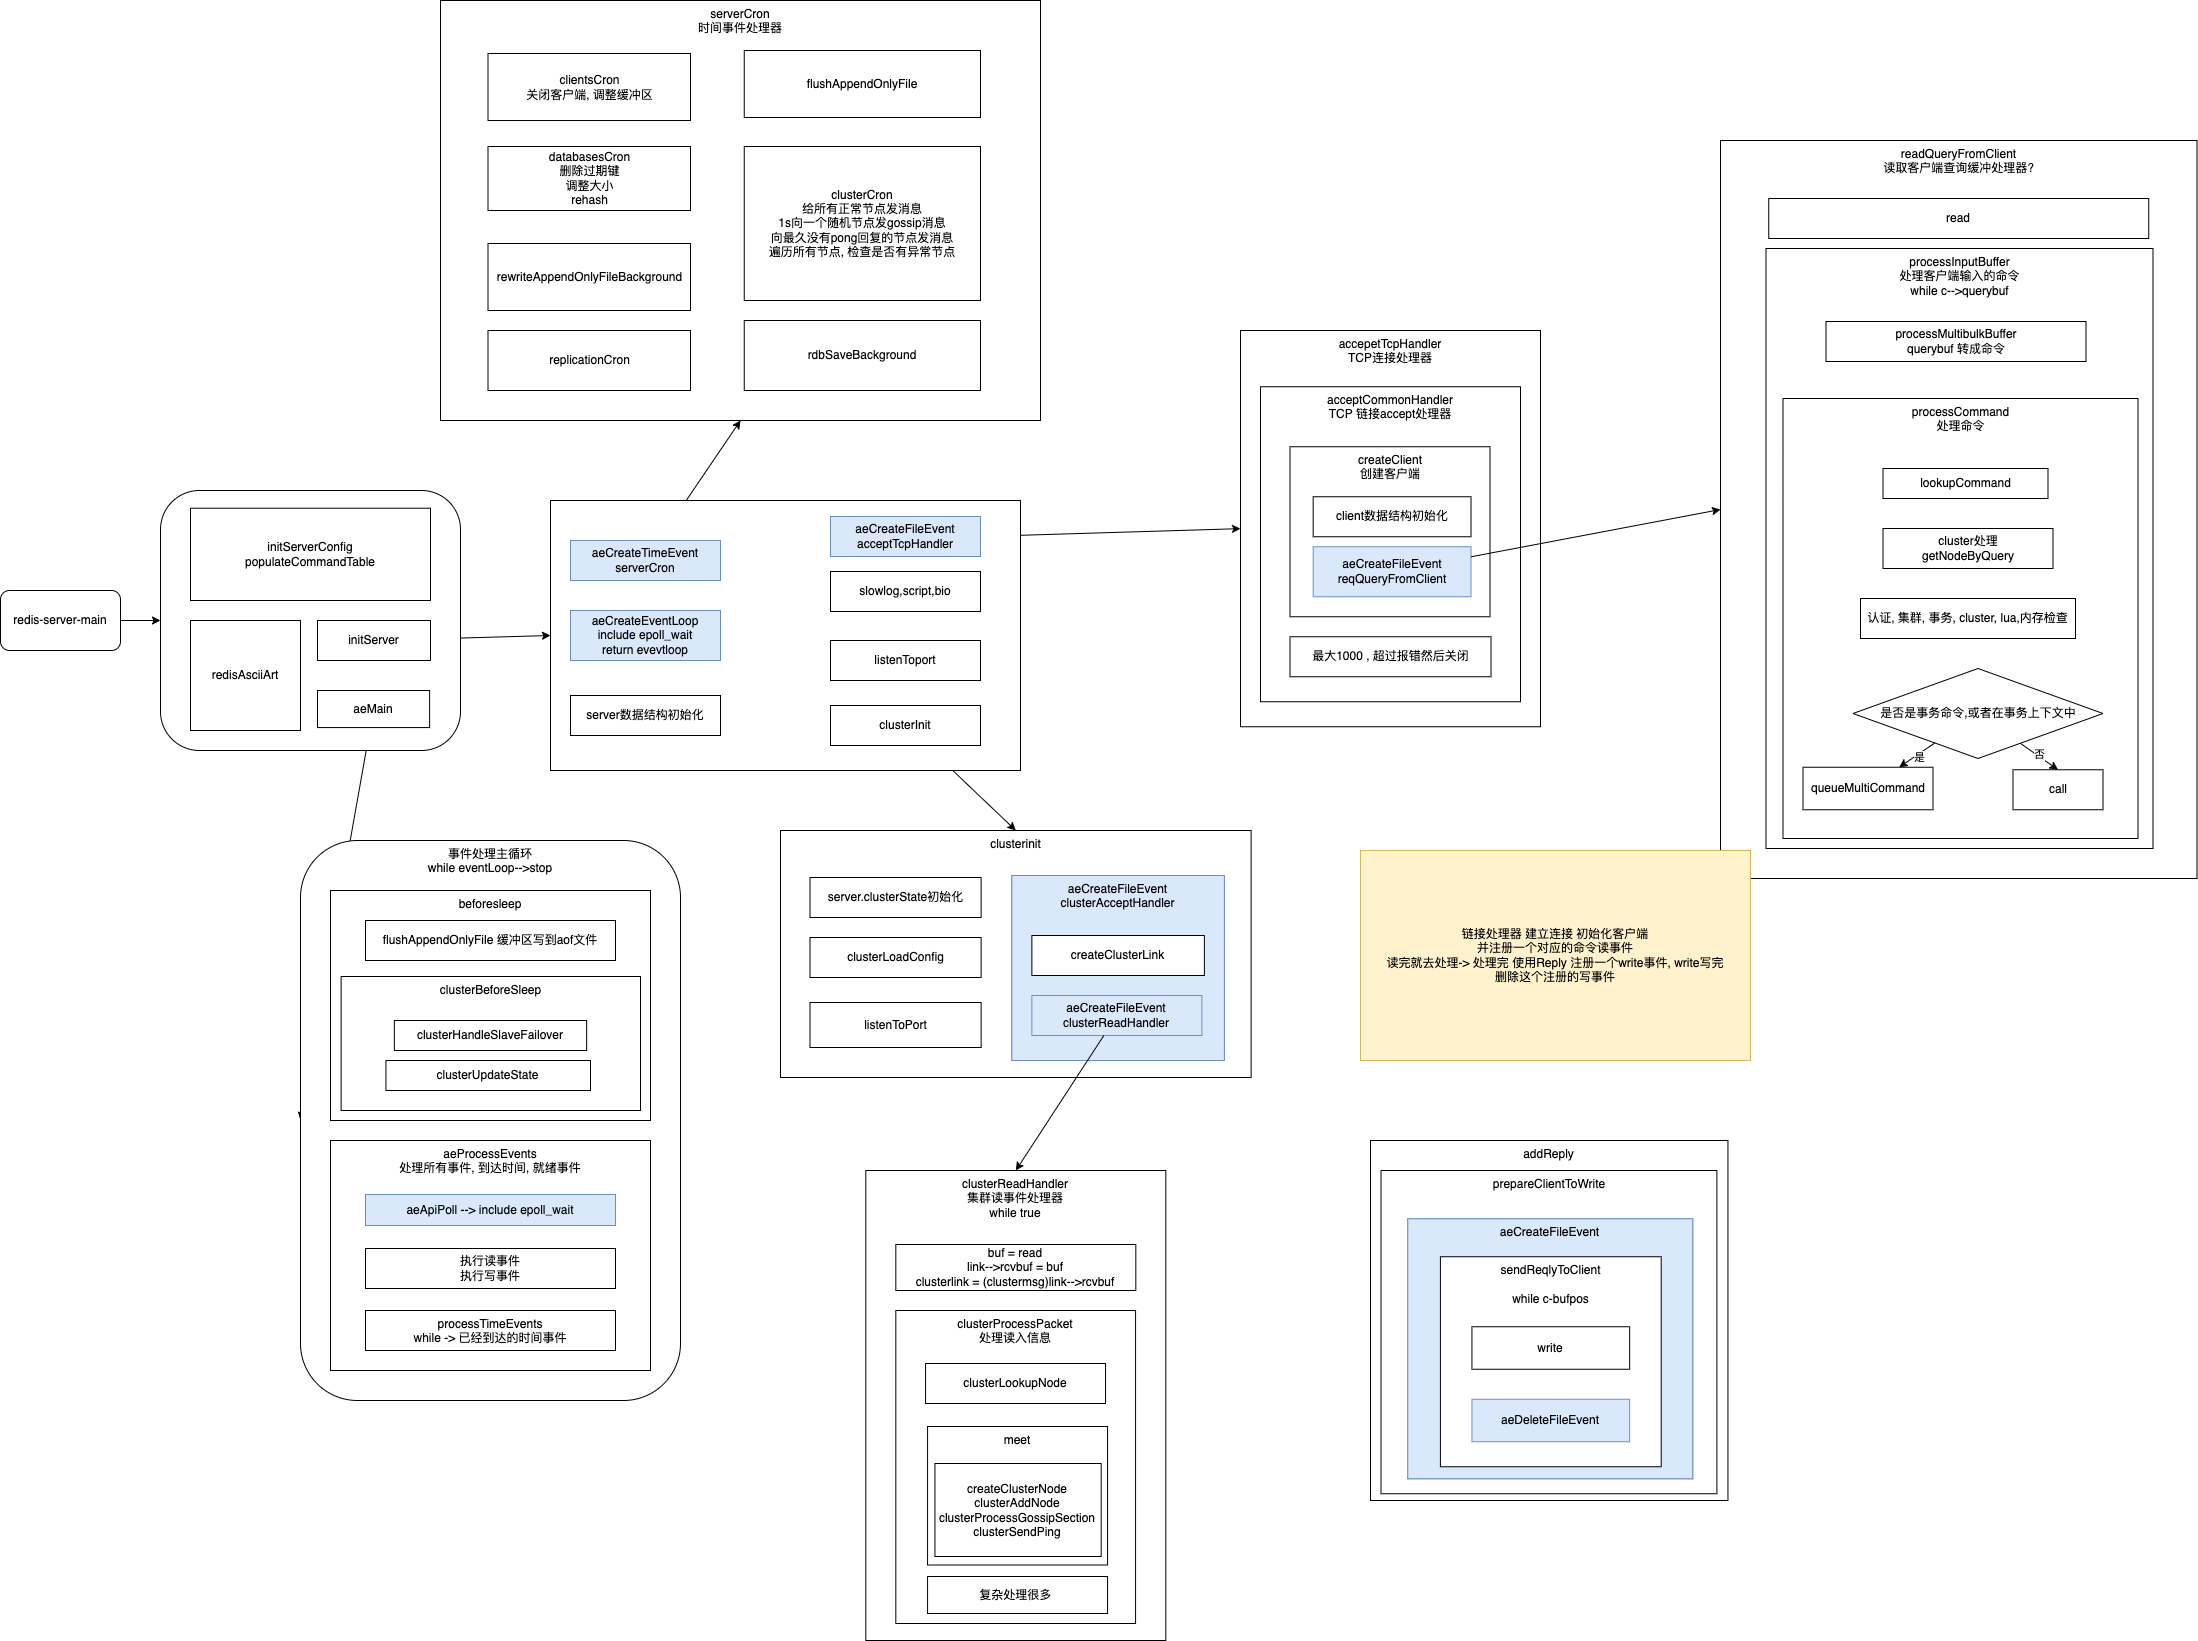 serverCron
时间事件处理器
clientsCron
关闭客户端, 调整缓冲区
flushAppendOnlyFile
databasesCron
删除过期键
调整大小
rehash
clusterCron
给所有正常节点发消息
1s向一个随机节点发gossip消息
向最久没有pong回复的节点发消息
遍历所有节点, 检查是否有异常节点
rewriteAppendOnlyFileBackground
replicationCron
rdbSaveBackground
redis-server-main
initServerConfig
populateCommandTable
redisAsciiArt
initServer
aeMain
aeCreateTimeEvent
serverCron
aeCreateEventLoop
include epoll_wait
return evevtloop
server数据结构初始化
aeCreateFileEvent
acceptTcpHandler
slowlog,script,bio
listenToport
clusterInit
accepetTcpHandler
TCP连接处理器
acceptCommonHandler
TCP 链接accept处理器
createClient
创建客户端
client数据结构初始化
aeCreateFileEvent
reqQueryFromClient
最大1000 , 超过报错然后关闭
readQueryFromClient
读取客户端查询缓冲处理器?
read
processInputBuffer
处理客户端输入的命令
while c-->querybuf
processMultibulkBuffer
querybuf 转成命令
processCommand
处理命令
lookupCommand
cluster处理
getNodeByQuery
认证, 集群, 事务, cluster, lua,内存检查
是否是事务命令,或者在事务上下文中
是
否
queueMultiCommand
call
事件处理主循环
while eventLoop-->stop
beforesleep
flushAppendOnlyFile 缓冲区写到aof文件
clusterBeforeSleep
clusterHandleSlaveFailover
clusterUpdateState
aeProcessEvents
处理所有事件, 到达时间, 就绪事件
aeApiPoll --> include epoll_wait
执行读事件
执行写事件
processTimeEvents
while -> 已经到达的时间事件
clusterinit
server.clusterState初始化
clusterLoadConfig
listenToPort
aeCreateFileEvent
clusterAcceptHandler
createClusterLink
aeCreateFileEvent
clusterReadHandler
链接处理器 建立连接 初始化客户端
并注册一个对应的命令读事件
读完就去处理-> 处理完 使用Reply 注册一个write事件, write写完
删除这个注册的写事件
clusterReadHandler
集群读事件处理器
while true
buf = read
link-->rcvbuf = buf
clusterlink = (clustermsg)link-->rcvbuf
clusterProcessPacket
处理读入信息
clusterLookupNode
meet
createClusterNode
clusterAddNode
clusterProcessGossipSection
clusterSendPing
复杂处理很多
addReply
prepareClientToWrite
aeCreateFileEvent
sendReqlyToClient
while c-bufpos
write
aeDeleteFileEvent